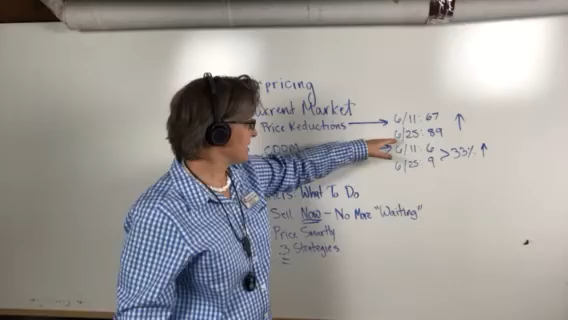 pricing
Current Market
Price Reductions → 6/11: 67 ↑
6/25: 89
6/11: 6 > 33% ↑
6/25: 9
What To Do
Sell Now - No More "Waiting"
Price Smartly
3 Strategies